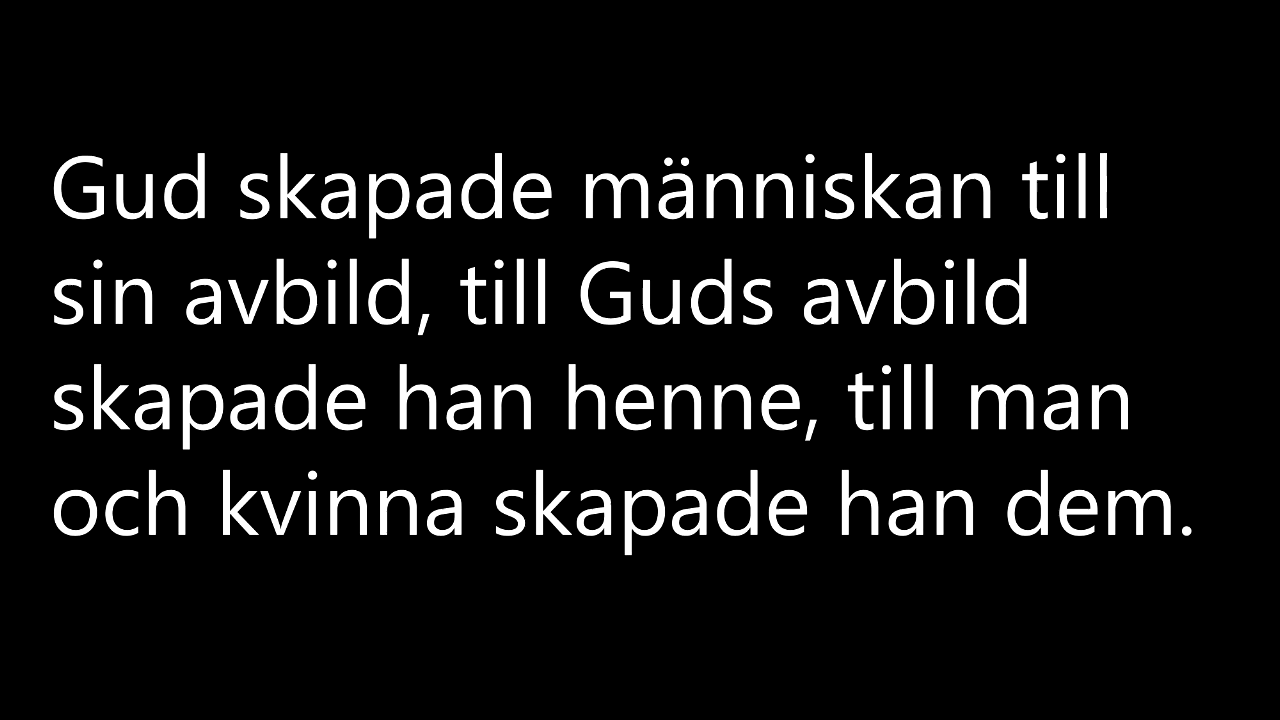 Gud skapade människan till
sin avbild, till Guds avbild
skapade han henne, till man
och kvinna skapade han dem.